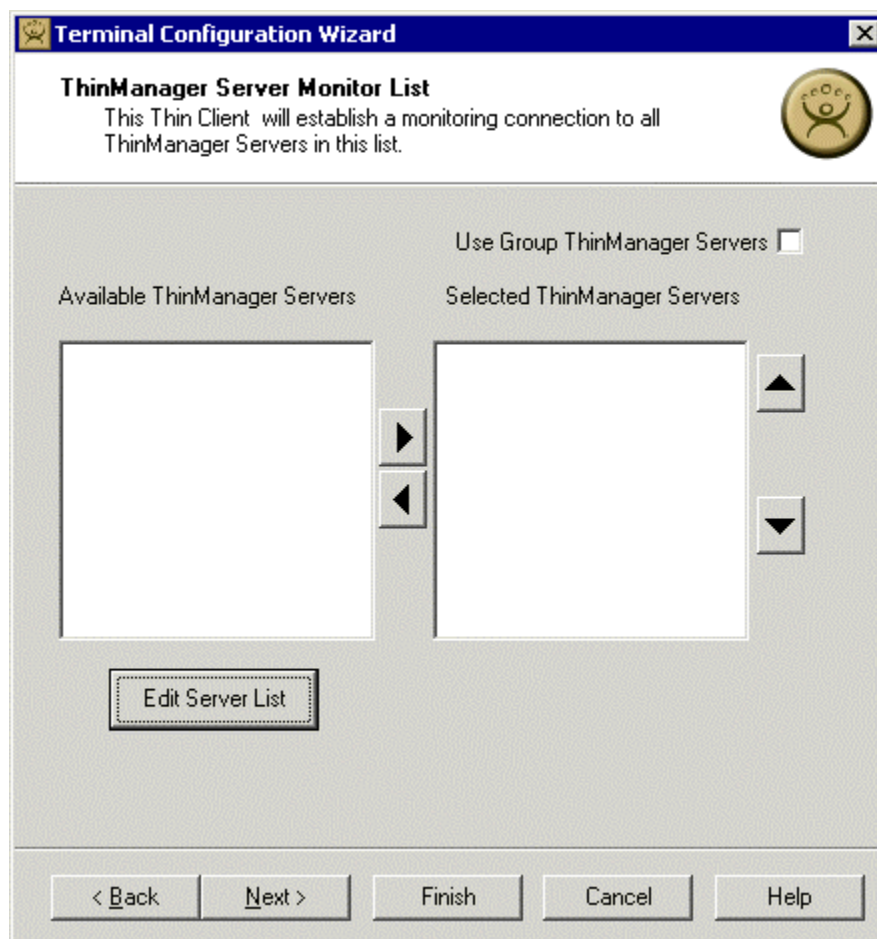 Terminal Configuration Wizard
ThinManager Server Monitor List
This Thin Client will establish a monitoring connection to all
ThinManager Servers in this list.
Use Group ThinManager Servers
Available ThinManager Servers
Selected ThinManager Servers
Edit Server List
< Back
Next >
Finish
Cancel
Help